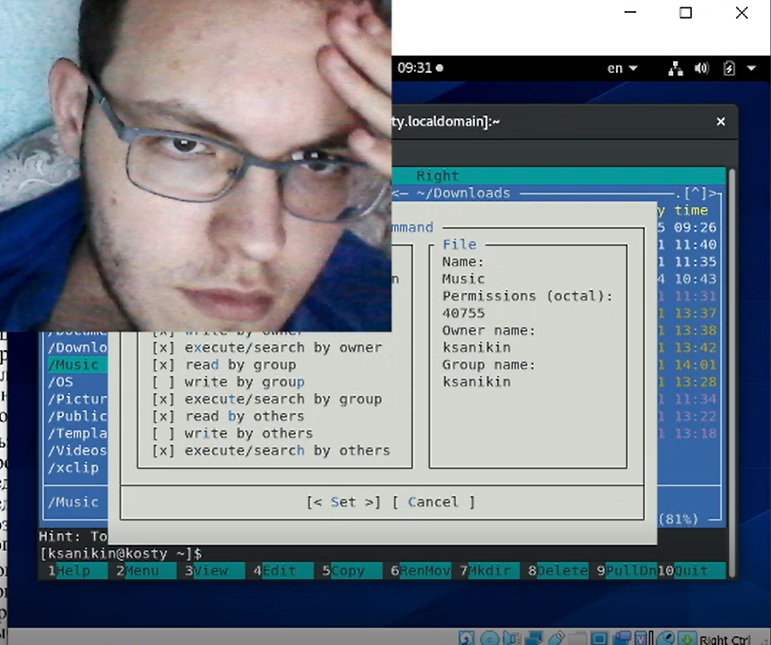 09:31
en
ty.localdomain]:~
Right
<— ~/Downloads —.[^]>
y time
mmand
5 09:26
File
1 11:40
Name:
1 11:35
Music
4 10:43
Permissions (octal):
1 11:31
40755
1 13:37
[x] write by owner
Owner name:
1 13:38
/Downlo
[x] execute/search by owner
ksanikin
1 13:42
/Music
[x] read by group
Group name:
1 14:01
/OS
[ ] write by group
ksanikin
1 13:28
/Pictur
[x] execute/search by group
1 11:34
/Public
[x] read by others
1 13:22
/Templa
[ ] write by others
1 13:18
/Videos
[x] execute/search by others
/xclip
/Music
[< Set >] [ Cancel ]
(81%)
Hint: To
[ksanikin@kosty ~]$
1Help 2Menu 3View 4Edit 5Copy 6RenMov 7Mkdir 8Delete 9PullDn 10Quit
Right Ctrl